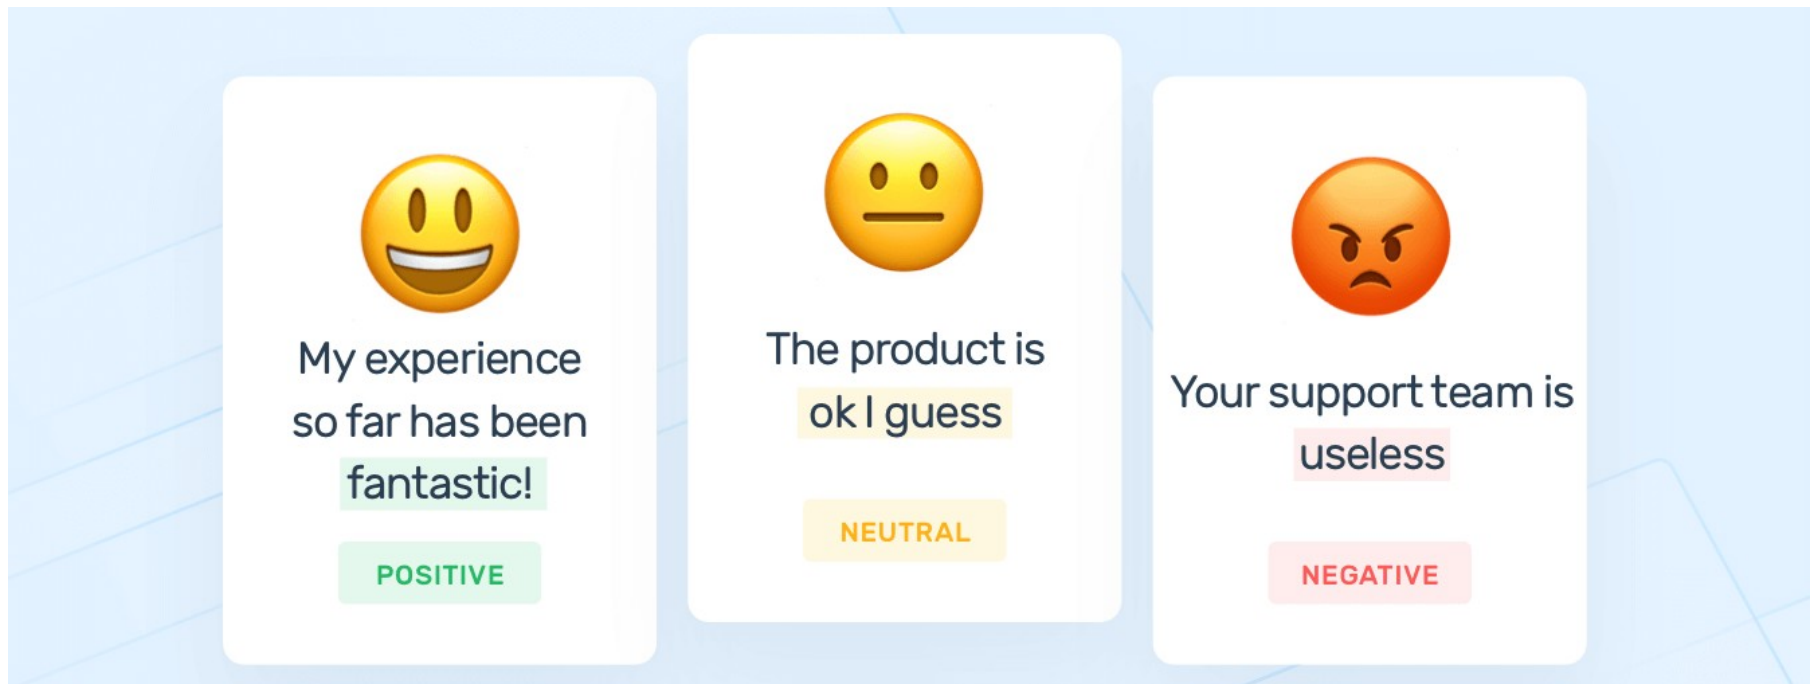 My experience
so far has been
fantastic!
POSITIVE
The product is
ok I guess
NEUTRAL
Your support team is
useless
NEGATIVE